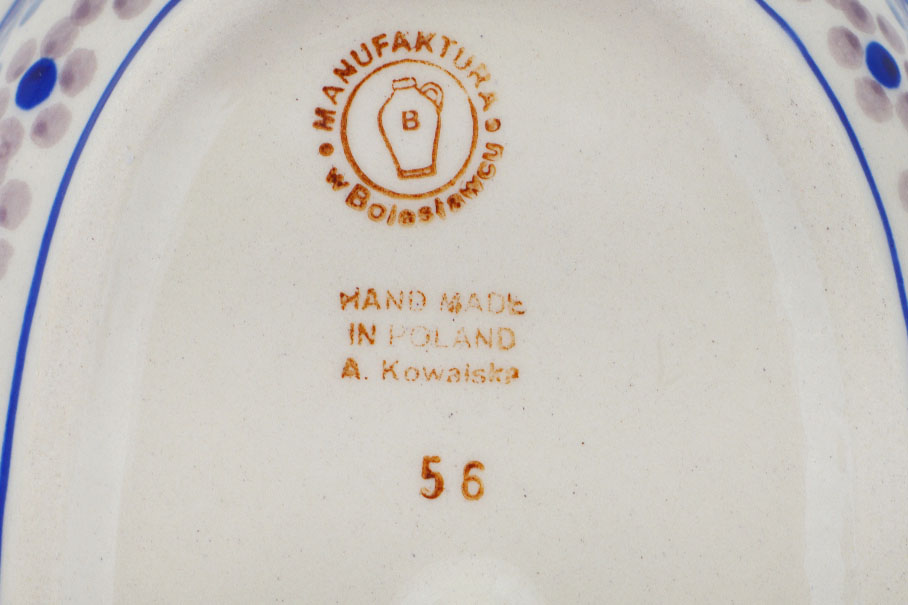 MANUFAKTURA
w Bolesławcu
B
HAND MADE
IN POLAND
A. Kowalska
56